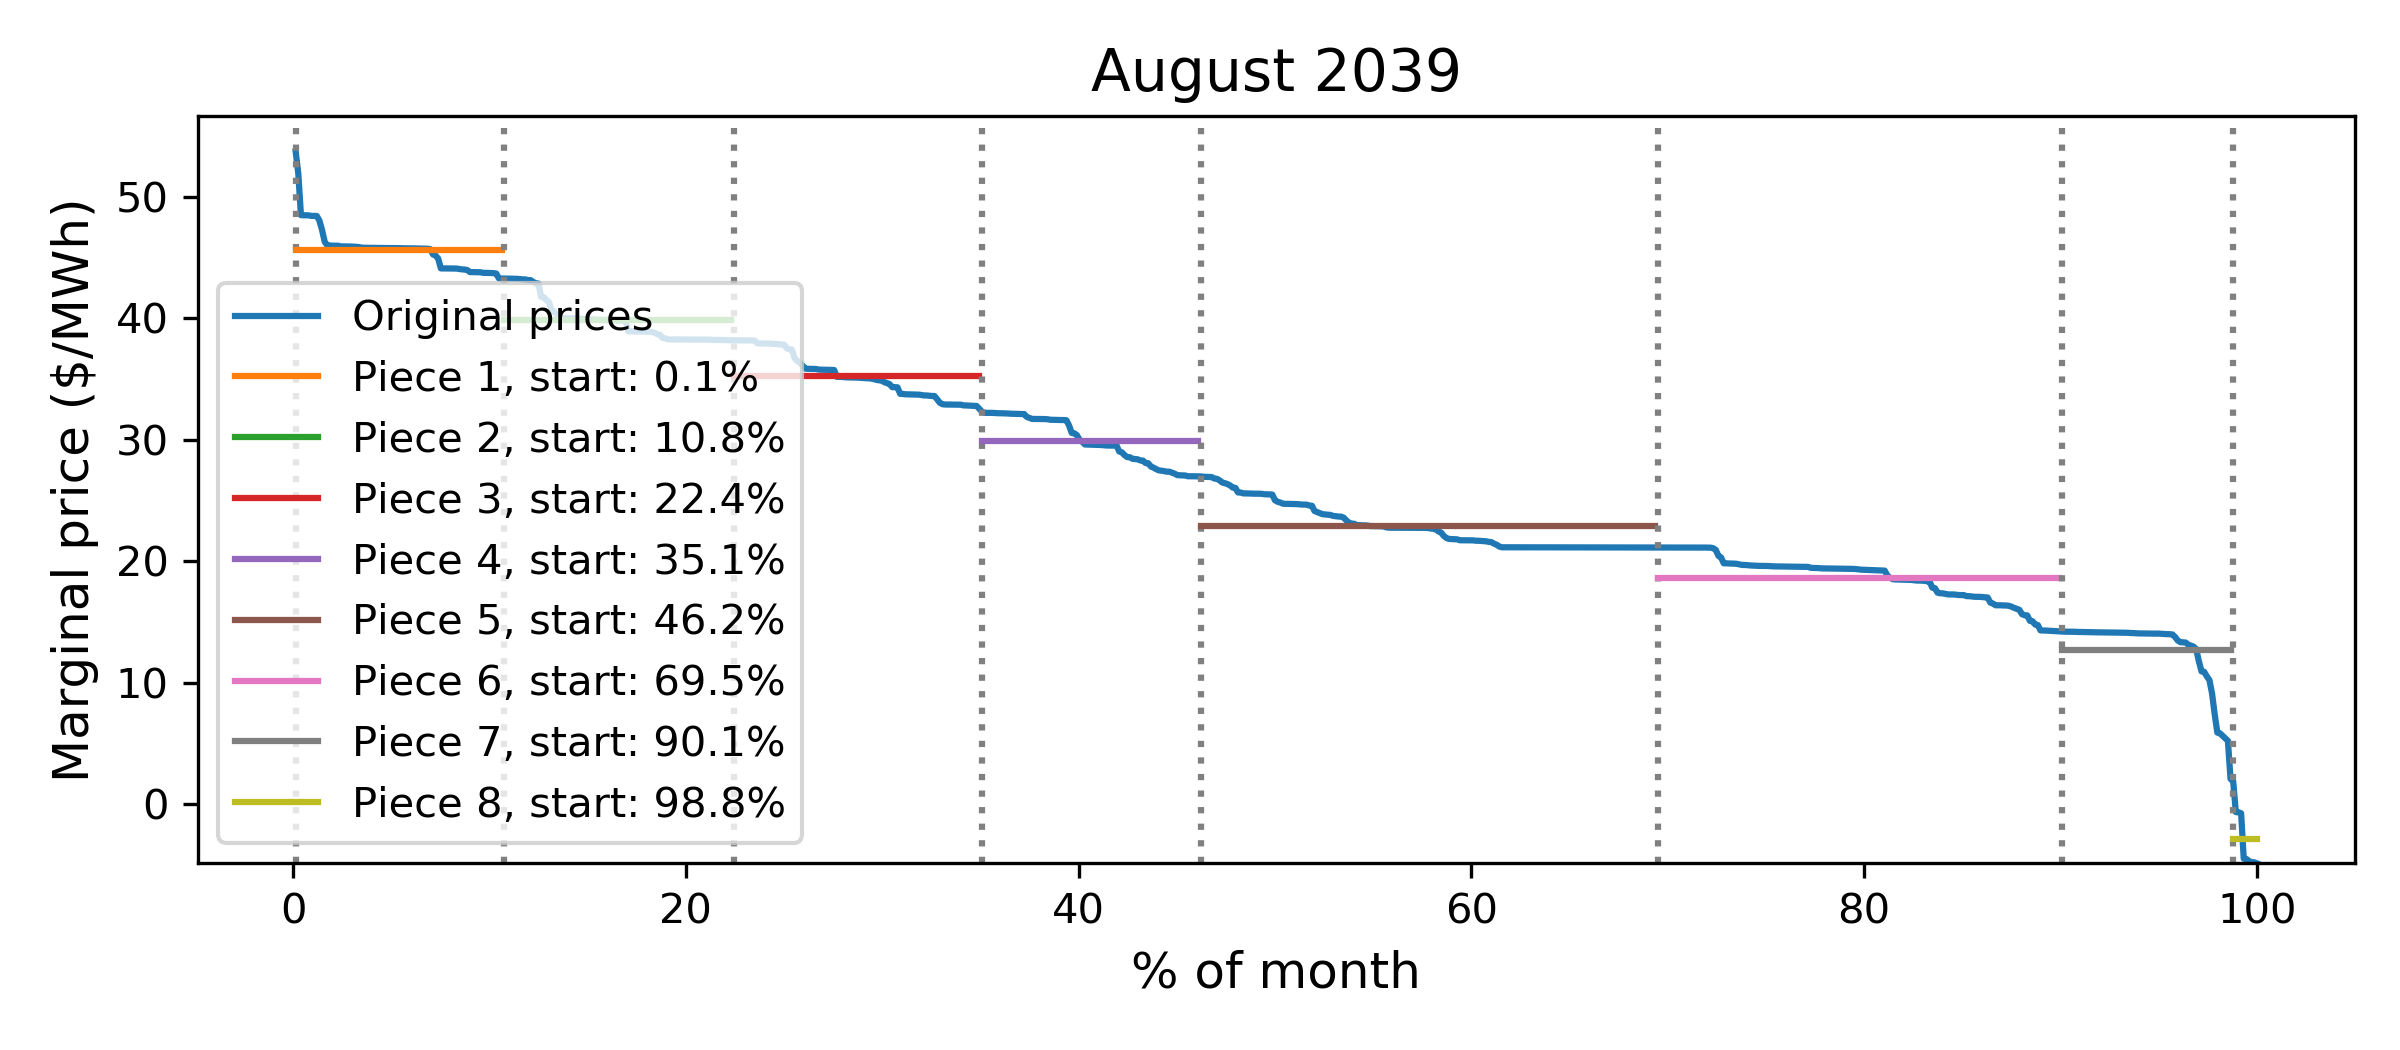 August 2039
Marginal price ($/MWh)
50
40
30
20
10
0
Original prices
Piece 1, start: 0.1%
Piece 2, start: 10.8%
Piece 3, start: 22.4%
Piece 4, start: 35.1%
Piece 5, start: 46.2%
Piece 6, start: 69.5%
Piece 7, start: 90.1%
Piece 8, start: 98.8%
0 20 40 60 80 100
% of month